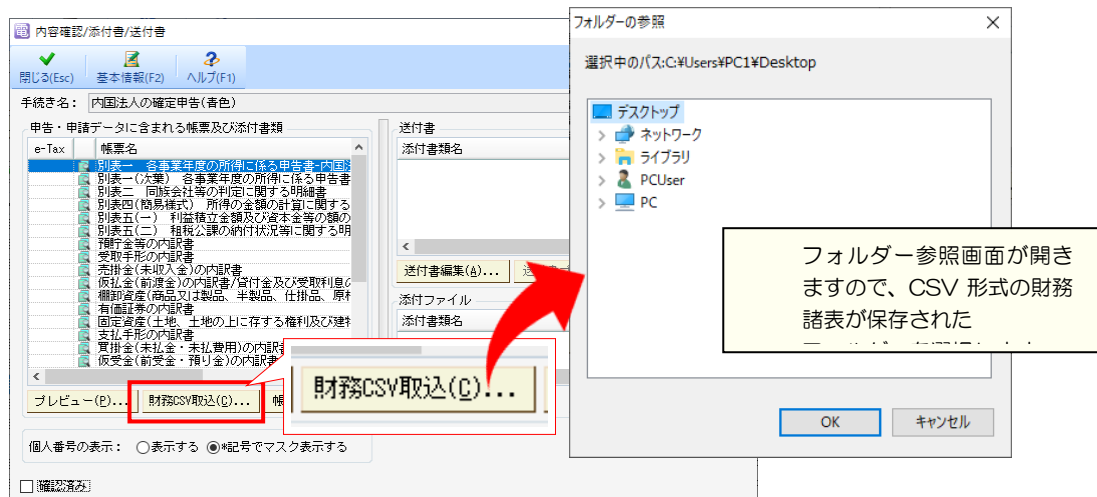 内容確認/添付書/送付書
閉じる(Esc)
基本情報(F2)
ヘルプ(F1)
手続き名：
内国法人の確定申告(青色)
申告・申請データに含まれる帳票及び添付書類
e-Tax
帳票名
別表一 各事業年度の所得に係る申告書-内国法
別表一(次葉) 各事業年度の所得に係る申告書
別表二 同族会社等の判定に関する明細書
別表四(簡易様式) 所得の金額の計算に関する
別表五(一) 利益積立金額及び資本金等の額の
別表五(二) 租税公課の納付状況等に関する明
預貯金等の内訳書
受取手形の内訳書
売掛金(未収入金)の内訳書
仮払金(前渡金)の内訳書/貸付金及び受取利息の
棚卸資産(商品又は製品、半製品、仕掛品、原材
有価証券の内訳書
固定資産(土地、土地の上に存する権利及び建物
支払手形の内訳書
買掛金(未払金・未払費用)の内訳書
仮受金(前受金・預り金)の内訳書
プレビュー(P)...
財務CSV取込(C)...
帳
個人番号の表示：
表示する
*記号でマスク表示する
確認済み
送付書
添付書類名
送付書編集(A)...
添付ファイル
添付書類名
財務CSV取込(C)...
フォルダーの参照
選択中のパス:C:¥Users¥PC1¥Desktop
デスクトップ
ネットワーク
ライブラリ
PCUser
PC
OK
キャンセル
フォルダー参照画面が開き
ますので、CSV 形式の財務
諸表が保存された